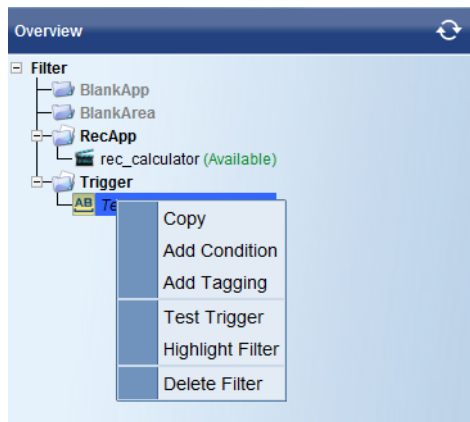 Overview
Filter
BlankApp
BlankArea
RecApp
rec_calculator (Available)
Trigger
AB
Copy
Add Condition
Add Tagging
Test Trigger
Highlight Filter
Delete Filter